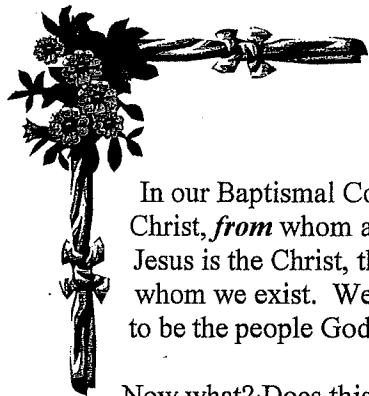 In our Baptismal Co
Christ, from whom a
Jesus is the Christ, th
whom we exist. We
to be the people God
Now what? Does this